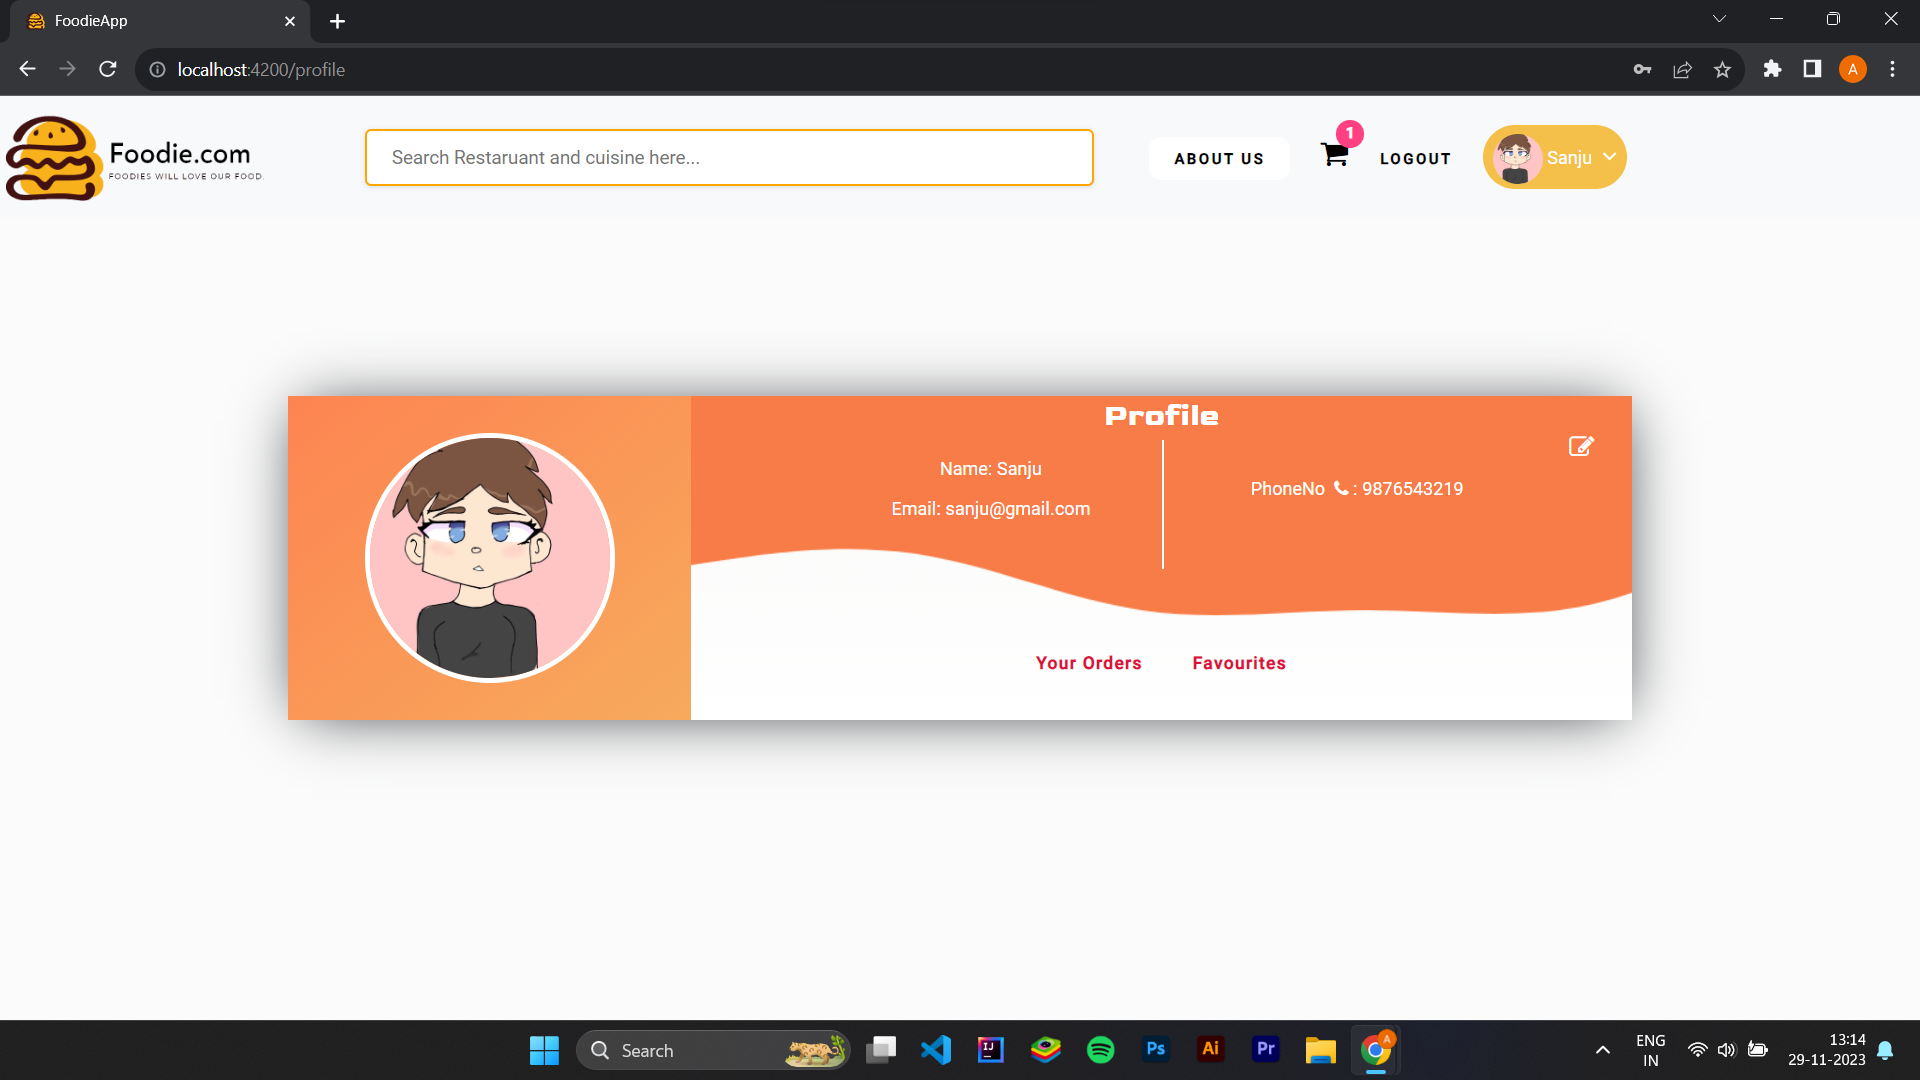 FoodieApp
localhost:4200/profile
A
Foodie.com
FOODIES WILL LOVE OUR FOOD.
Search Restaruant and cuisine here...
ABOUT US
1
LOGOUT
Sanju
Profile
Name: Sanju
Email: sanju@gmail.com
PhoneNo : 9876543219
Your Orders
Favourites
Search
IJ
Ps
Ai
Pr
A
ENG
IN
13:14
29-11-2023